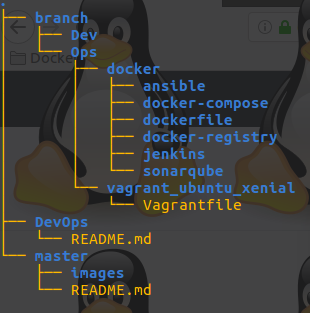 .
├── branch
│   ├── Dev
│   └── Ops
│       ├── docker
│       │   ├── ansible
│       │   ├── docker-compose
│       │   ├── dockerfile
│       │   ├── docker-registry
│       │   ├── jenkins
│       │   └── sonarqube
│       └── vagrant_ubuntu_xenial
│           └── Vagrantfile
├── DevOps
│   └── README.md
└── master
    ├── images
    └── README.md